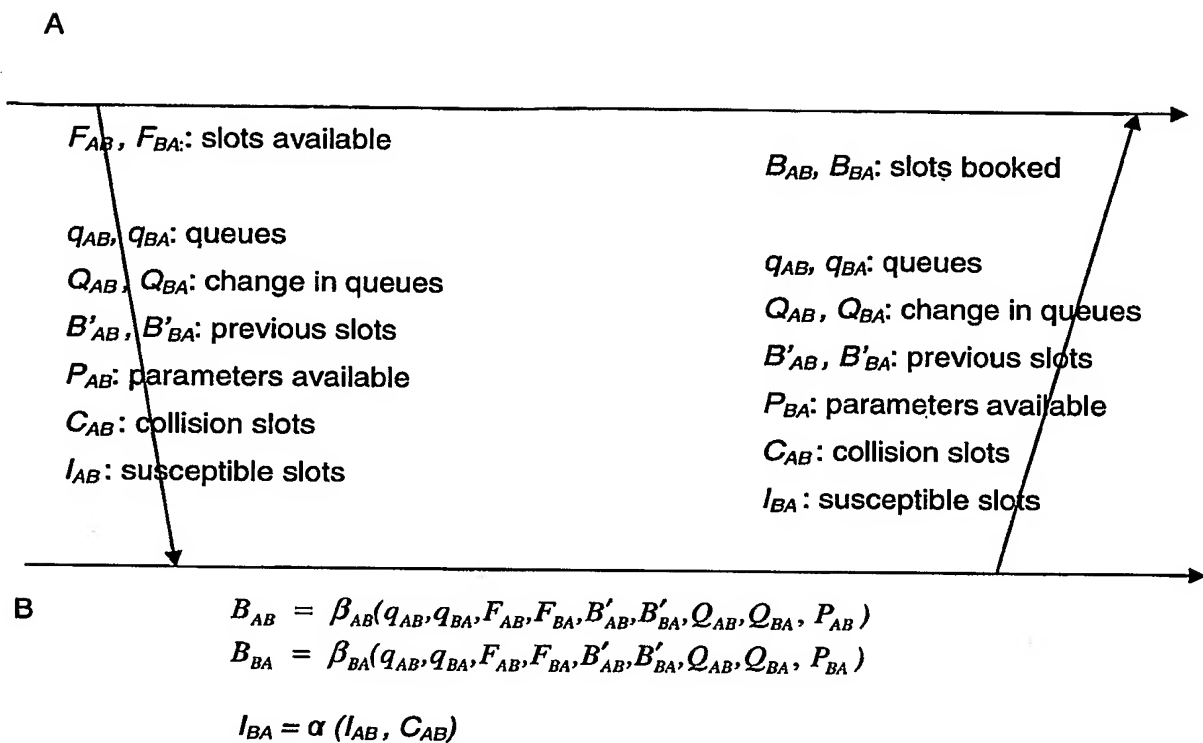 A
F_AB, F_BA:: slots available
q_AB, q_BA: queues
Q_AB, Q_BA: change in queues
B'_AB, B'_BA: previous slots
P_AB: parameters available
C_AB: collision slots
I_AB: susceptible slots
B_AB, B_BA: slots booked
q_AB, q_BA: queues
Q_AB, Q_BA: change in queues
B'_AB, B'_BA: previous slots
P_BA: parameters available
C_AB: collision slots
I_BA: susceptible slots
B
B_AB = β_AB(q_AB,q_BA,F_AB,F_BA,B'_AB,B'_BA,Q_AB,Q_BA, P_AB)
B_BA = β_BA(q_AB,q_BA,F_AB,F_BA,B'_AB,B'_BA,Q_AB,Q_BA, P_BA)
I_BA = α (I_AB, C_AB)